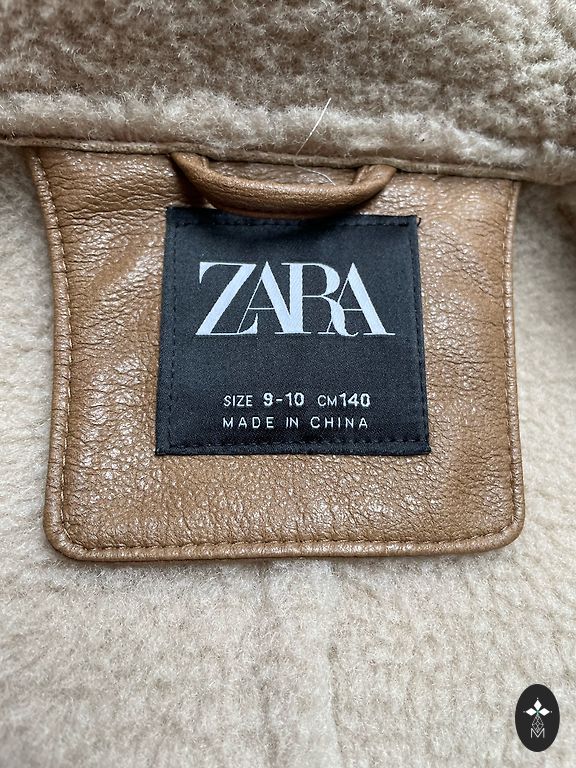 ZARA
SIZE 9-10 CM140
MADE IN CHINA
M